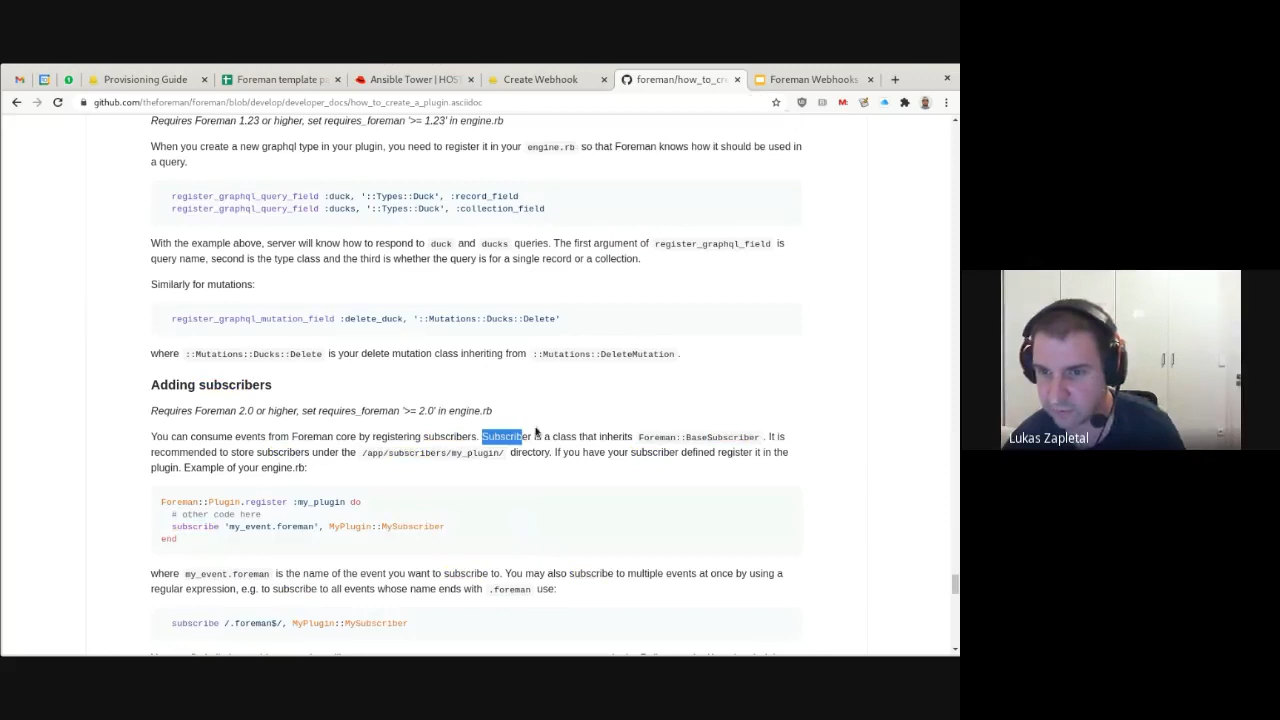 Provisioning Guide
Foreman template pa
Ansible Tower | HOST
Create Webhook
foreman/how_to_cre
Foreman Webhooks
github.com/theforeman/foreman/blob/develop/developer_docs/how_to_create_a_plugin.asciidoc
Requires Foreman 1.23 or higher, set requires_foreman '>= 1.23' in engine.rb
When you create a new graphql type in your plugin, you need to register it in your engine.rb so that Foreman knows how it should be used in
a query.
register_graphql_query_field :duck, '::Types::Duck', :record_field
register_graphql_query_field :ducks, '::Types::Duck', :collection_field
With the example above, server will know how to respond to duck and ducks queries. The first argument of register_graphql_field is
query name, second is the type class and the third is whether the query is for a single record or a collection.
Similarly for mutations:
register_graphql_mutation_field :delete_duck, '::Mutations::Ducks::Delete'
where ::Mutations::Ducks::Delete is your delete mutation class inheriting from ::Mutations::DeleteMutation .
Adding subscribers
Requires Foreman 2.0 or higher, set requires_foreman '>= 2.0' in engine.rb
You can consume events from Foreman core by registering subscribers. Subscriber is a class that inherits Foreman::BaseSubscriber . It is
recommended to store subscribers under the /app/subscribers/my_plugin/ directory. If you have your subscriber defined register it in the
plugin. Example of your engine.rb:
Foreman::Plugin.register :my_plugin do
# other code here
subscribe 'my_event.foreman', MyPlugin::MySubscriber
end
where my_event.foreman is the name of the event you want to subscribe to. You may also subscribe to multiple events at once by using a
regular expression, e.g. to subscribe to all events whose name ends with .foreman use:
subscribe /.foreman$/, MyPlugin::MySubscriber
Lukas Zapletal